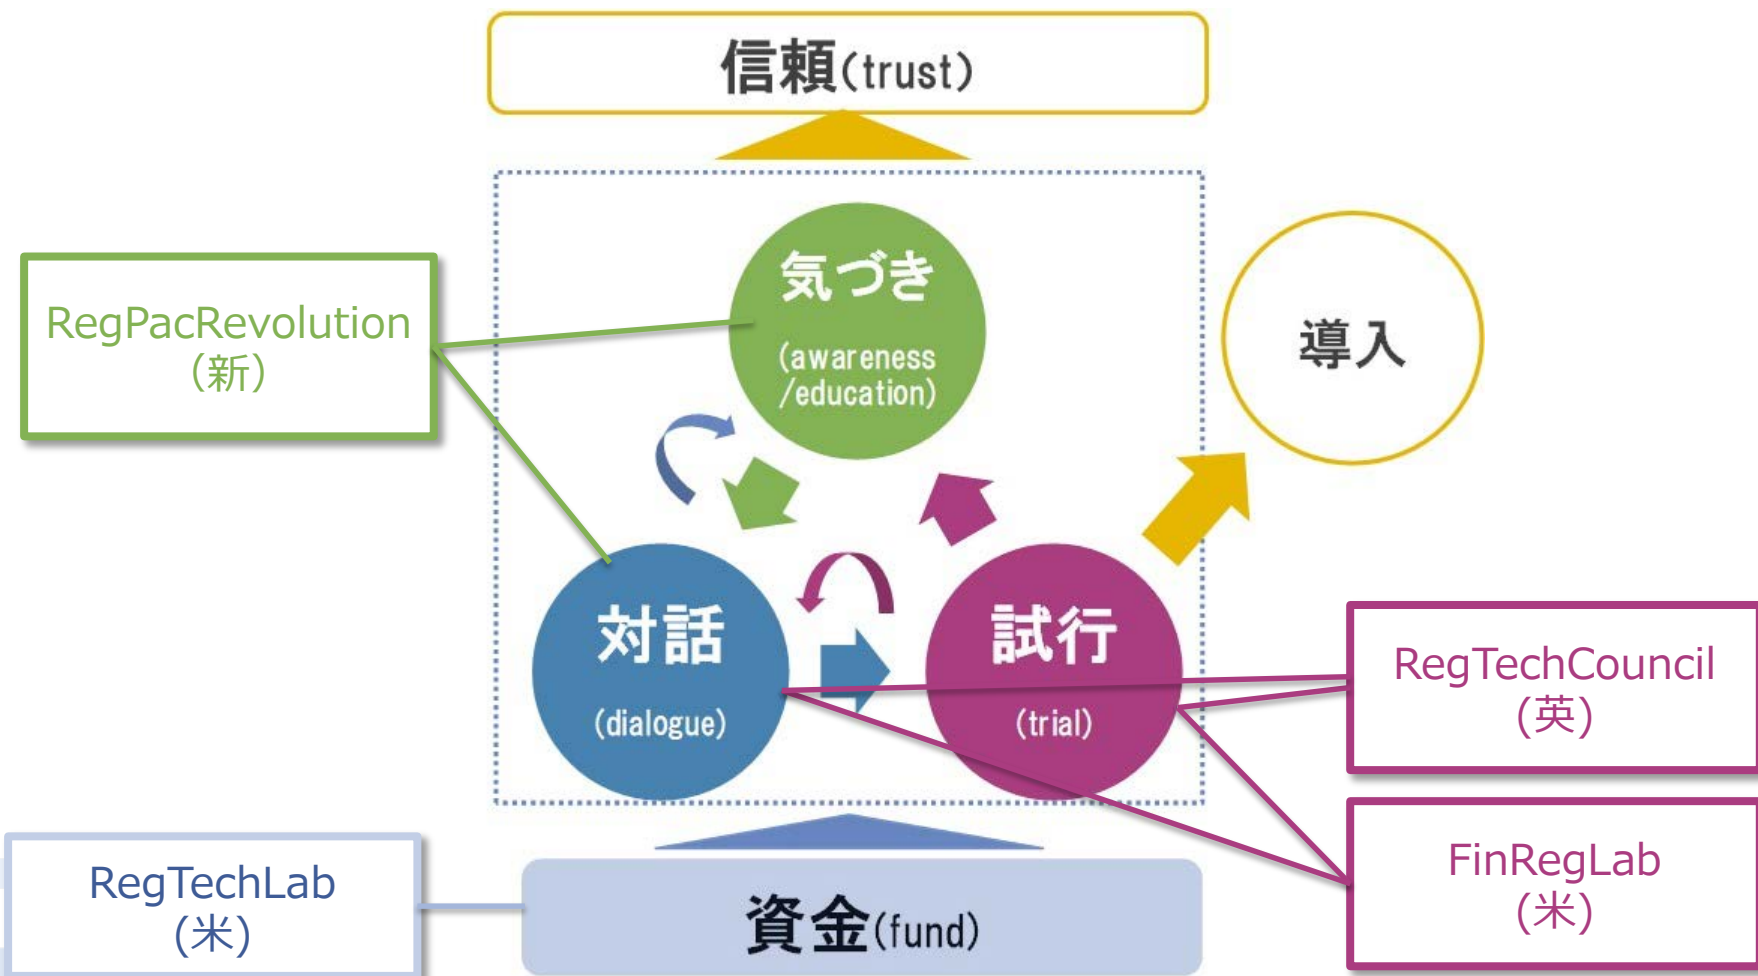 信頼(trust)
気づき
(awareness
/education)
RegPacRevolution
(新)
導入
対話
(dialogue)
試行
(trial)
RegTechCouncil
(英)
RegTechLab
(米)
資金(fund)
FinRegLab
(米)